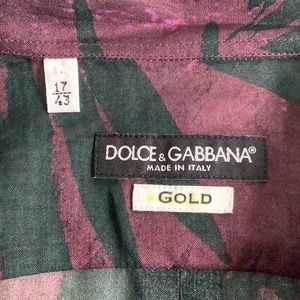 17
43
DOLCE & GABBANA®
MADE IN ITALY
GOLD